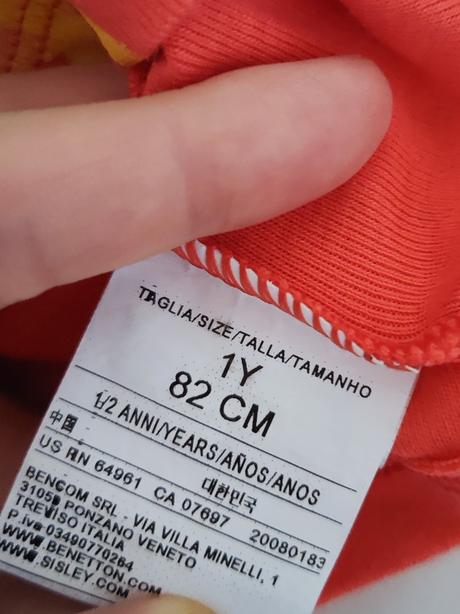 TAGLIA/SIZE/TALLA/TAMANHO
1Y
82 CM
1/2 ANNI/YEARS/AÑOS/ANOS
中国 대한민국
US RN 64961 CA 07697 20080183
BENCOM SRL - VIA VILLA MINELLI, 1
31050 PONZANO VENETO
TREVISO ITALIA
P.iva 03490770264
WWW.BENETTON.COM
WWW.SISLEY.COM